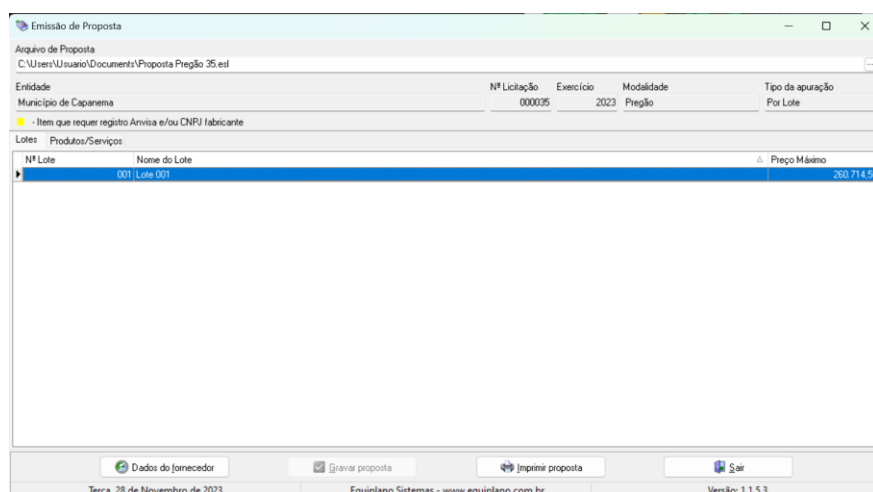 Emissão de Proposta
Arquivo de Proposta
C:\Users\Usuario\Documents\Proposta Pregão 35.esl
Entidade Nº Licitação Exercício Modalidade Tipo da apuração
Município de Capanema 000035 2023 Pregão Por Lote
- Item que requer registro Anvisa e/ou CNPJ fabricante
Lotes Produtos/Serviços
Nº Lote Nome do Lote Preço Máximo
001 Lote 001 260.714,5
Dados do fornecedor Gravar proposta Imprimir proposta Sair
Terça, 28 de Novembro de 2023 Equiplano Sistemas - www.equiplano.com.br Versão: 1.1.5.3